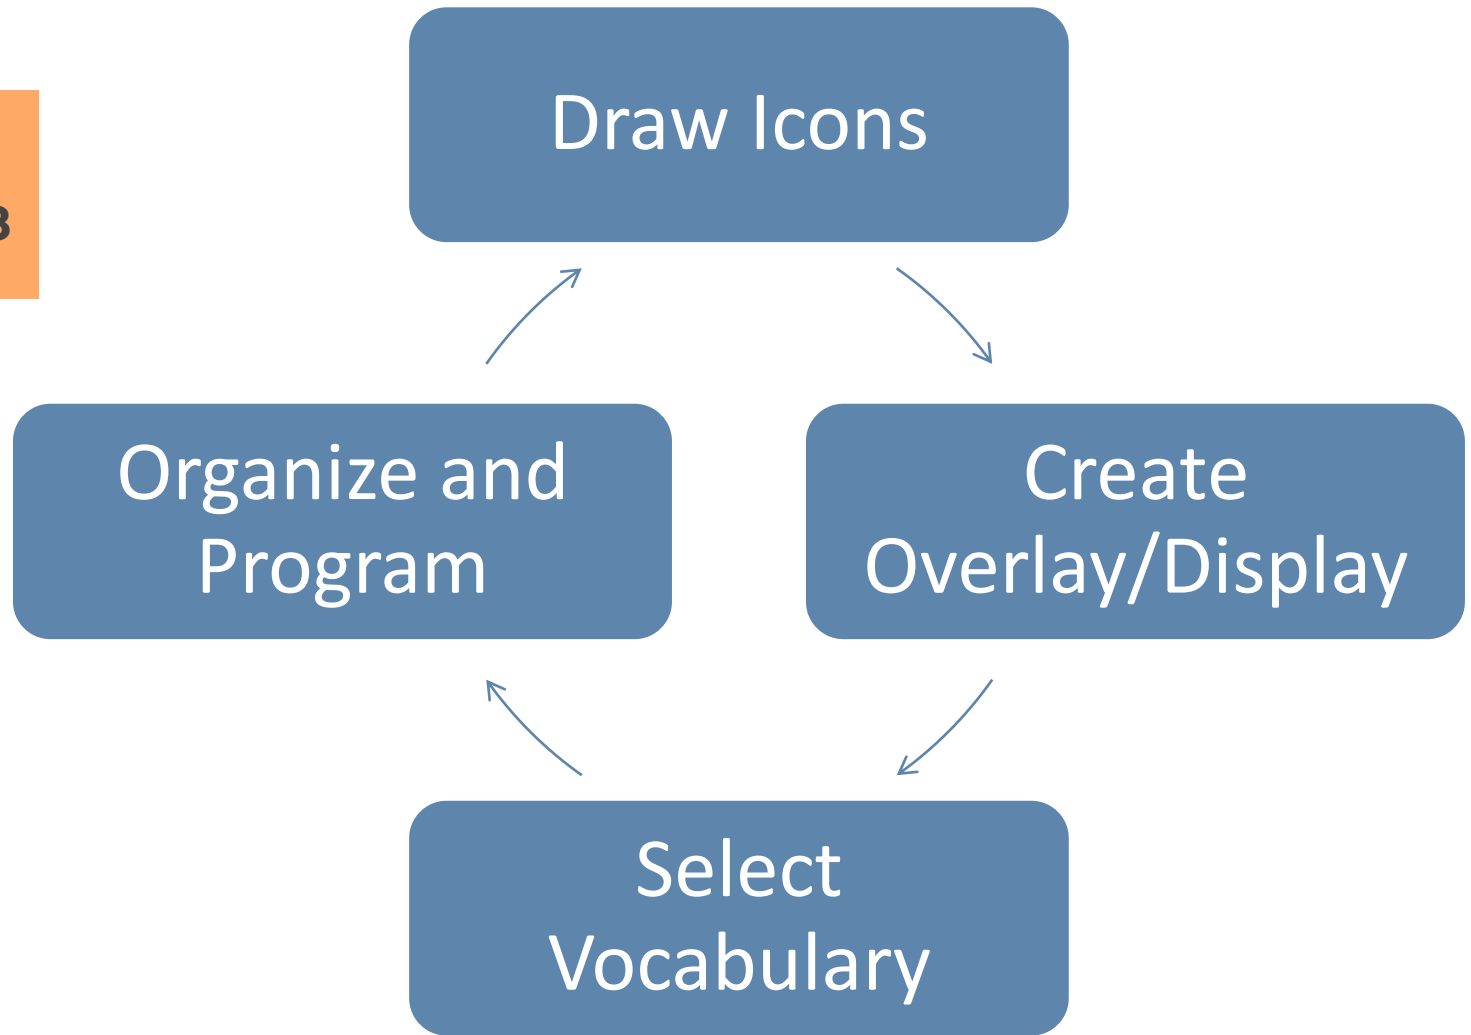 Draw Icons
Organize and
Program
Create
Overlay/Display
Select
Vocabulary